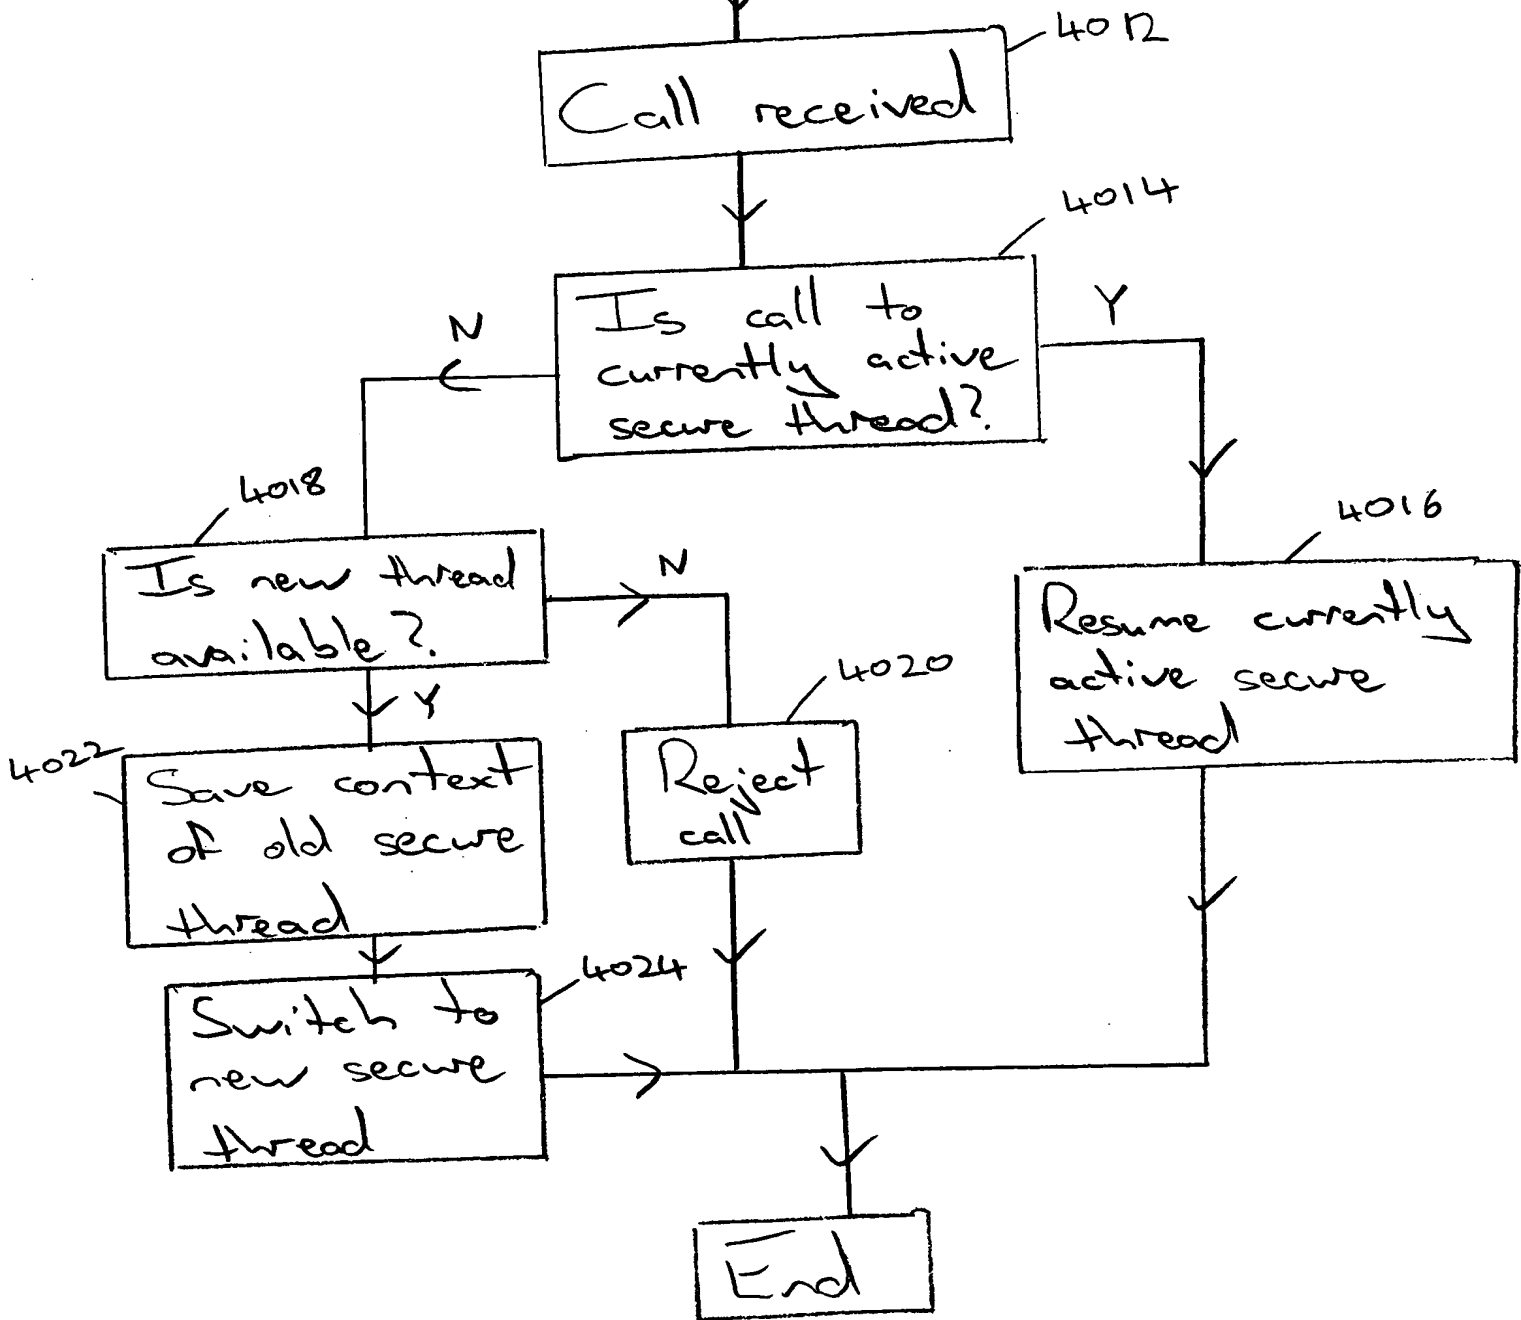 4012
Call received
4014
Is call to
currently active
secure thread?
N
Y
4018
Is new thread
available?
N
Y
4016
Resume currently
active secure
thread
4020
Reject
call
4022
Save context
of old secure
thread
4024
Switch to
new secure
thread
End